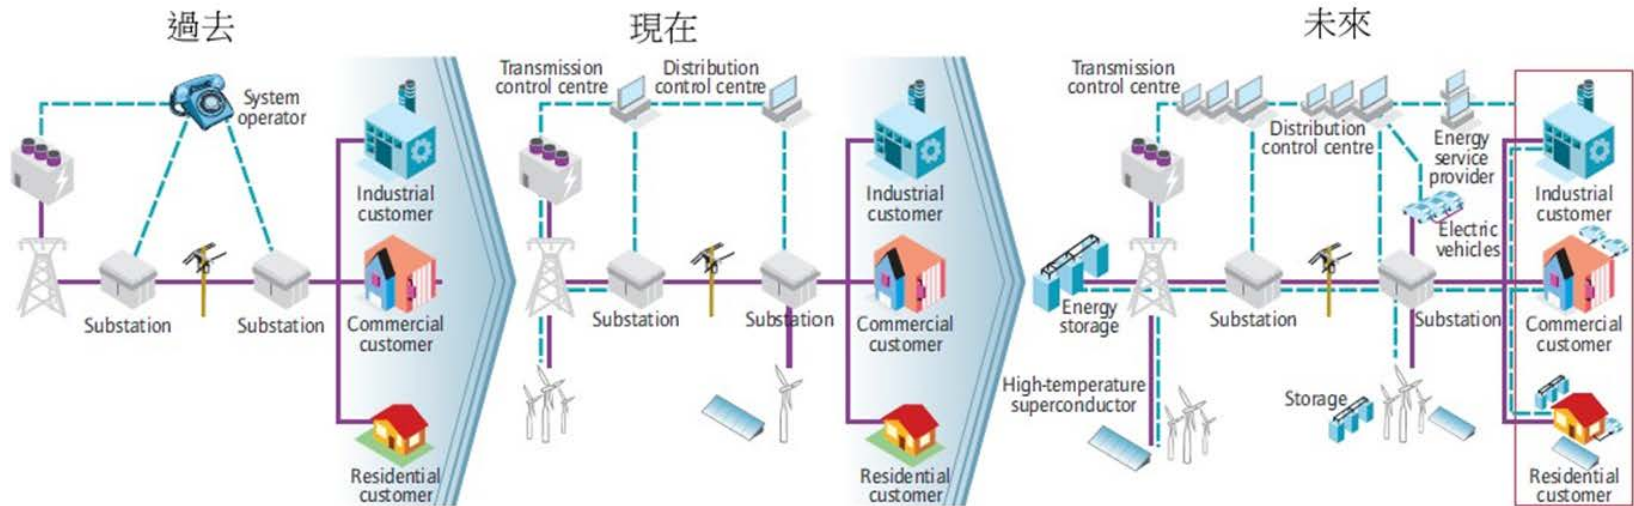 過去
System
operator
Industrial
customer
Substation
Substation
Commercial
customer
Residential
customer
現在
Transmission
control centre
Distribution
control centre
Industrial
customer
Substation
Substation
Commercial
customer
Residential
customer
未來
Transmission
control centre
Distribution
control centre
Energy
service
provider
Electric
vehicles
Industrial
customer
Energy
storage
Substation
Substation
Commercial
customer
High-temperature
superconductor
Storage
Residential
customer